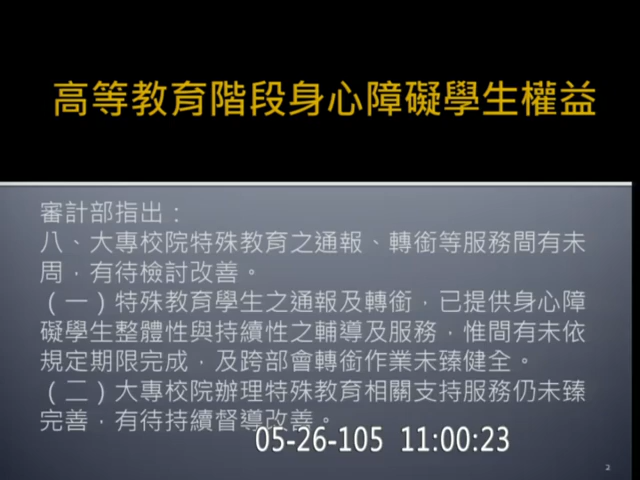 高等教育階段身心障礙學生權益
審計部指出：
八、大專校院特殊教育之通報、轉銜等服務間有未
周，有待檢討改善。
（一）特殊教育學生之通報及轉銜，已提供身心障
礙學生整體性與持續性之輔導及服務，惟間有未依
規定期限完成，及跨部會轉銜作業未臻健全。
（二）大專校院辦理特殊教育相關支持服務仍未臻
完善，有待持續督導改善。
05-26-105 11:00:23
2